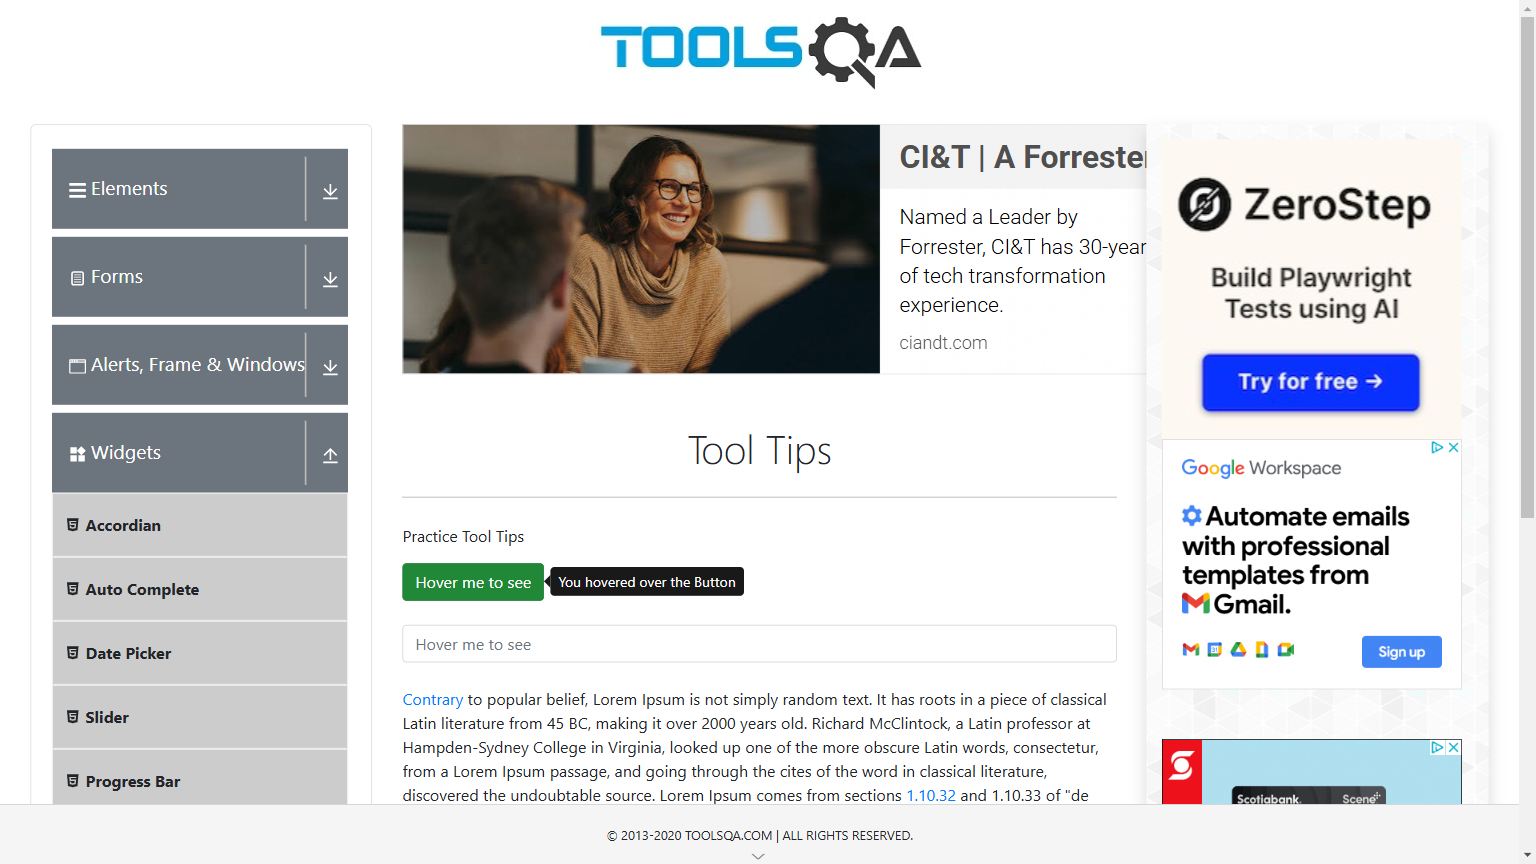 TOOLSQA
Elements
Forms
Alerts, Frame & Windows
Widgets
Accordian
Auto Complete
Date Picker
Slider
Progress Bar
CI&T | A Forrester
Named a Leader by
Forrester, CI&T has 30-year
of tech transformation
experience.
ciandt.com
Tool Tips
Practice Tool Tips
Hover me to see
You hovered over the Button
Hover me to see
Contrary to popular belief, Lorem Ipsum is not simply random text. It has roots in a piece of classical
Latin literature from 45 BC, making it over 2000 years old. Richard McClintock, a Latin professor at
Hampden-Sydney College in Virginia, looked up one of the more obscure Latin words, consectetur,
from a Lorem Ipsum passage, and going through the cites of the word in classical literature,
discovered the undoubtable source. Lorem Ipsum comes from sections 1.10.32 and 1.10.33 of "de
ZeroStep
Build Playwright
Tests using AI
Try for free →
Google Workspace
Automate emails
with professional
templates from
Gmail.
Sign up
Scotiabank
Scene+
© 2013-2020 TOOLSQA.COM | ALL RIGHTS RESERVED.